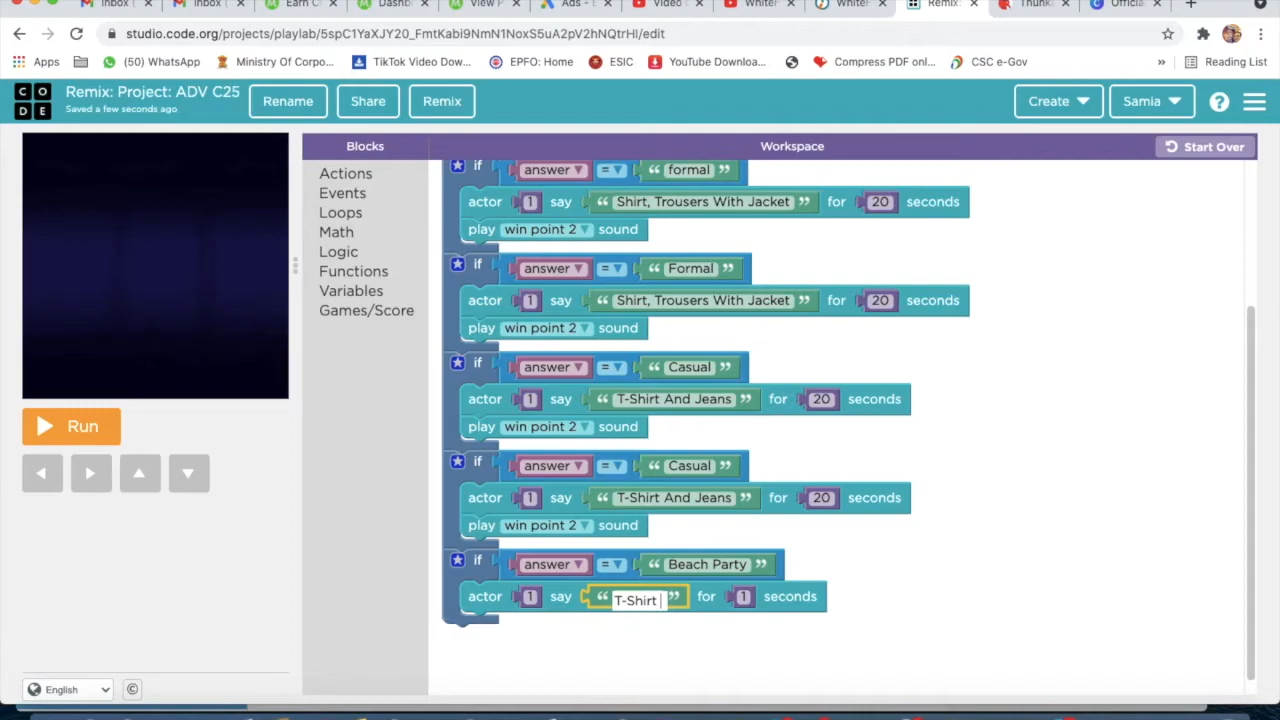 Inbox (
Inbox (
Earn C
Dashb
View P
Ads - E
Video
WhiteH
Remix:
Thunk
Officia
studio.code.org/projects/playlab/5spC1YaXJY20_FmtKabi9NmN1NoxS5uA2pV2hNQtrHI/edit
Apps
(50) WhatsApp
Ministry Of Corpo...
TikTok Video Dow...
EPFO: Home
ESIC
YouTube Downloa...
Compress PDF onl...
CSC e-Gov
»
Reading List
C O
D E
Remix: Project: ADV C25
Saved a few seconds ago
Rename
Share
Remix
Create
Samia
?
Blocks
Workspace
Start Over
Actions
Events
Loops
Math
Logic
Functions
Variables
Games/Score
if answer = “ formal ”
actor 1 say “ Shirt, Trousers With Jacket ” for 20 seconds
play win point 2 sound
if answer = “ Formal ”
actor 1 say “ Shirt, Trousers With Jacket ” for 20 seconds
play win point 2 sound
if answer = “ Casual ”
actor 1 say “ T-Shirt And Jeans ” for 20 seconds
play win point 2 sound
if answer = “ Casual ”
actor 1 say “ T-Shirt And Jeans ” for 20 seconds
play win point 2 sound
if answer = “ Beach Party ”
actor 1 say “ T-Shirt ” for 1 seconds
Run
English
©